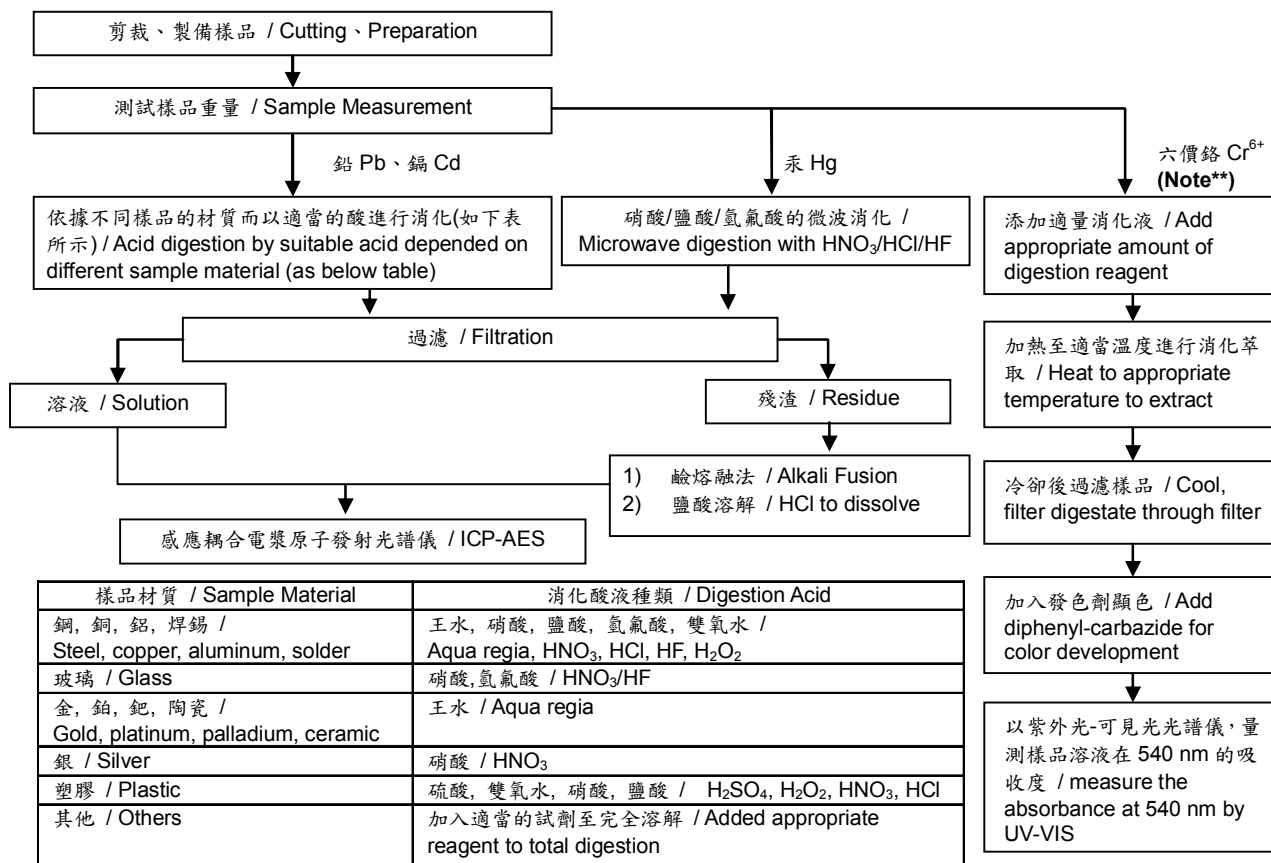 剪裁、製備樣品 / Cutting、Preparation
測試樣品重量 / Sample Measurement
鉛 Pb、鎘 Cd
汞 Hg
六價鉻 Cr⁶⁺
(Note**)
依據不同樣品的材質而以適當的酸進行消化(如下表
所示) / Acid digestion by suitable acid depended on
different sample material (as below table)
硝酸/鹽酸/氫氟酸的微波消化 /
Microwave digestion with HNO₃/HCl/HF
添加適量消化液 / Add
appropriate amount of
digestion reagent
過濾 / Filtration
加熱至適當溫度進行消化萃
取 / Heat to appropriate
temperature to extract
溶液 / Solution
殘渣 / Residue
1) 鹼熔融法 / Alkali Fusion
2) 鹽酸溶解 / HCl to dissolve
冷卻後過濾樣品 / Cool,
filter digestate through filter
感應耦合電漿原子發射光譜儀 / ICP-AES
加入發色劑顯色 / Add
diphenyl-carbazide for
color development
以紫外光-可見光光譜儀,量
測樣品溶液在 540 nm 的吸
收度 / measure the
absorbance at 540 nm by
UV-VIS
樣品材質 / Sample Material 消化酸液種類 / Digestion Acid
鋼, 銅, 鋁, 焊錫 / 王水, 硝酸, 鹽酸, 氫氟酸, 雙氧水 /
Steel, copper, aluminum, solder Aqua regia, HNO₃, HCl, HF, H₂O₂
玻璃 / Glass 硝酸,氫氟酸 / HNO₃/HF
金, 鉑, 鈀, 陶瓷 / 王水 / Aqua regia
Gold, platinum, palladium, ceramic
銀 / Silver 硝酸 / HNO₃
塑膠 / Plastic 硫酸, 雙氧水, 硝酸, 鹽酸 / H₂SO₄, H₂O₂, HNO₃, HCl
其他 / Others 加入適當的試劑至完全溶解 / Added appropriate
reagent to total digestion